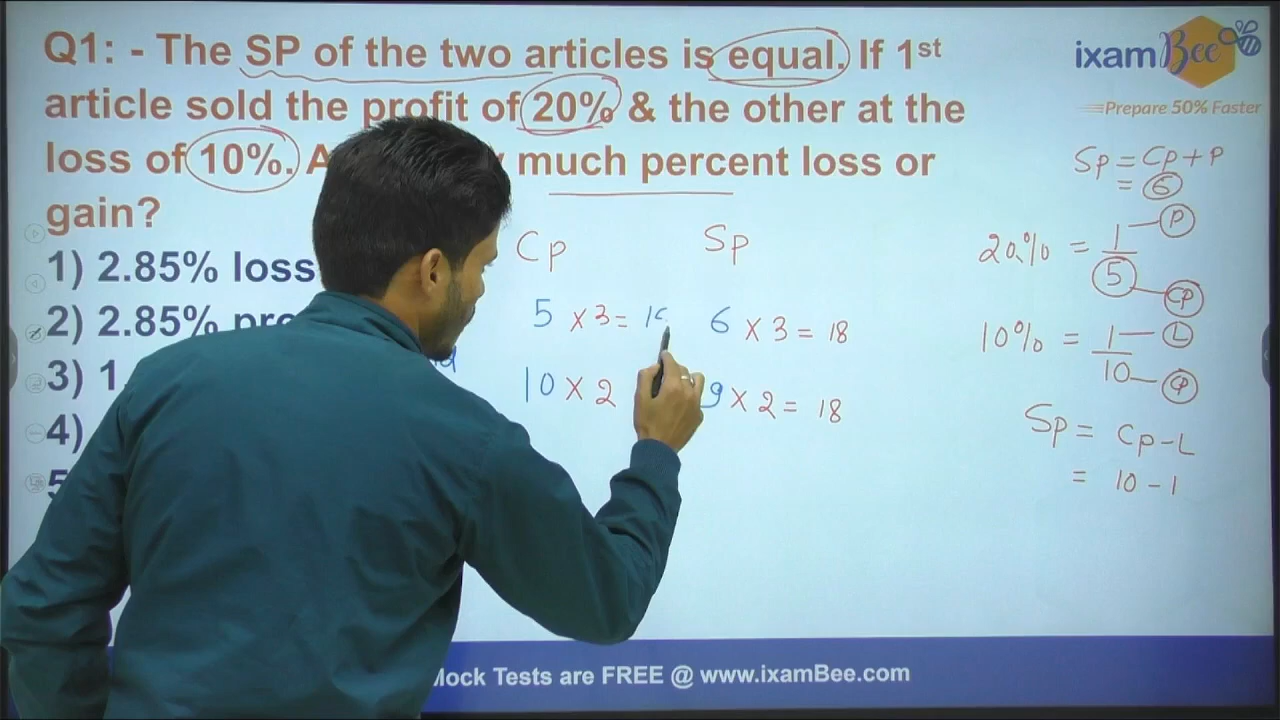 Q1: - The SP of the two articles is equal. If 1st
article sold the profit of 20% & the other at the
loss of 10%. much percent loss or
gain?
1) 2.85% loss
2) 2.85%
3) 1.
4)
ixamBee
Prepare 50% Faster
Sp = Cp + P
= 6
20% = 1/5 P CP
10% = 1/10 L CP
Sp = Cp - L
= 10 - 1
Cp Sp
5 x 3 = 6 x 3 = 18
10 x 2 9 x 2 = 18
Mock Tests are FREE @ www.ixamBee.com